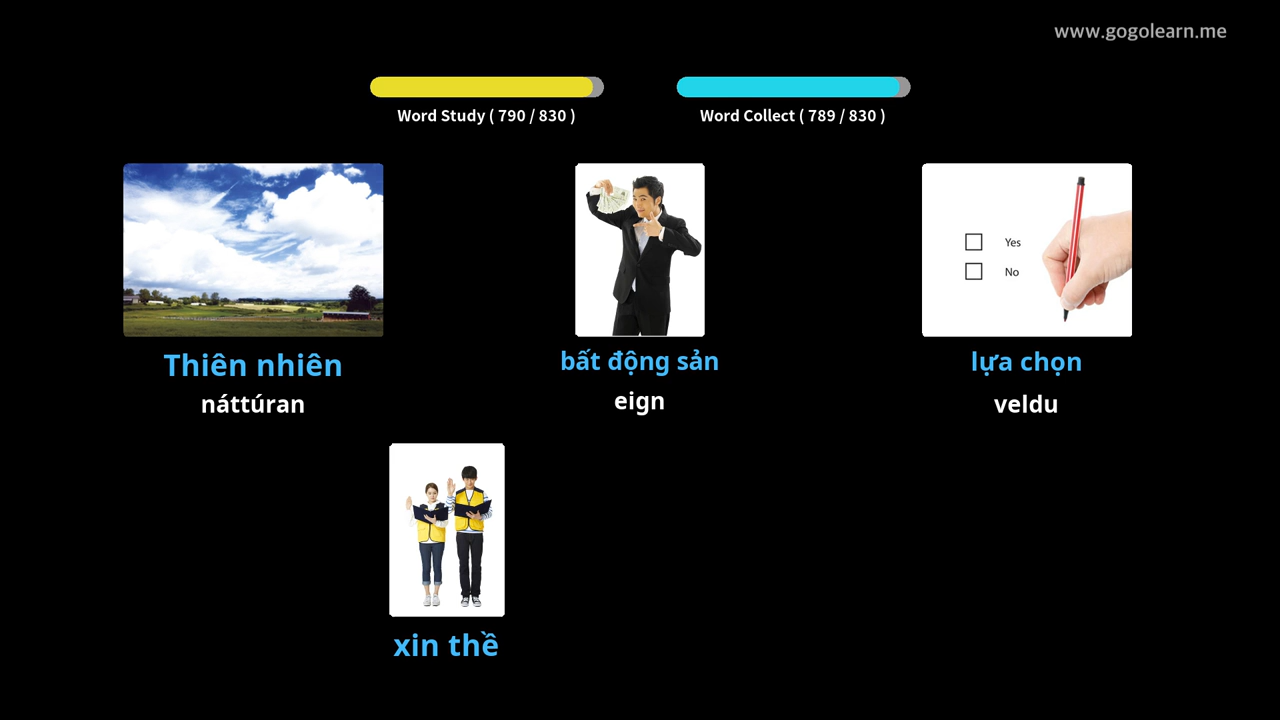 www.gogolearn.me
Word Study ( 790 / 830 )
Word Collect ( 789 / 830 )
Yes
No
Thiên nhiên
náttúran
bất động sản
eign
lựa chọn
veldu
xin thề